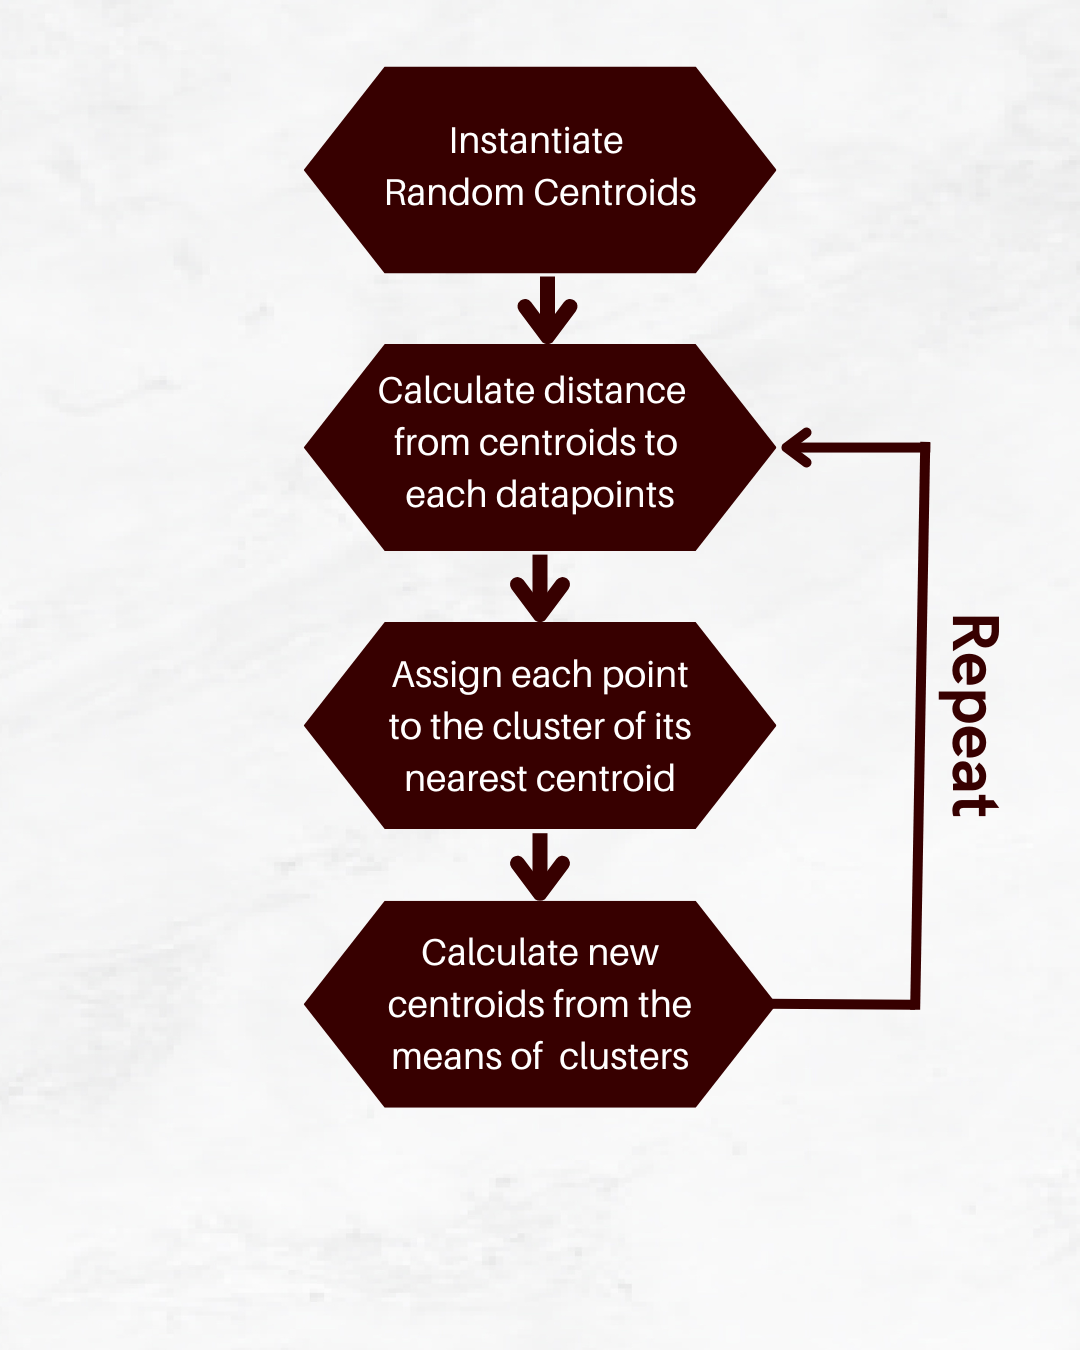 Instantiate
Random Centroids
Calculate distance
from centroids to
each datapoints
Assign each point
to the cluster of its
nearest centroid
Calculate new
centroids from the
means of  clusters
Repeat